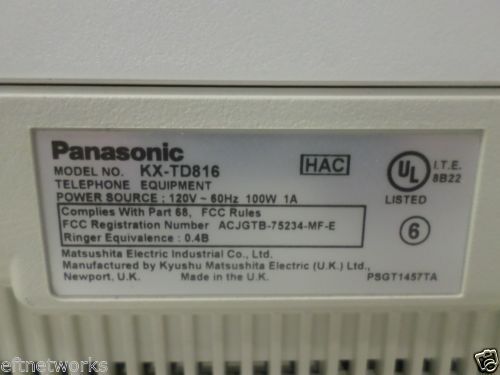 Panasonic
MODEL NO. KX-TD816
TELEPHONE EQUIPMENT
POWER SOURCE : 120V ~ 60Hz 100W 1A
Complies With Part 68, FCC Rules
FCC Registration Number ACJGTB-75234-MF-E
Ringer Equivalence : 0.4B
Matsushita Electric Industrial Co., Ltd.
Manufactured by Kyushu Matsushita Electric (U.K.) Ltd.,
Newport, U.K. Made in the U.K.
HAC
UL
I.T.E.
8B22
LISTED
6
PSGT1457TA
eftnetworks